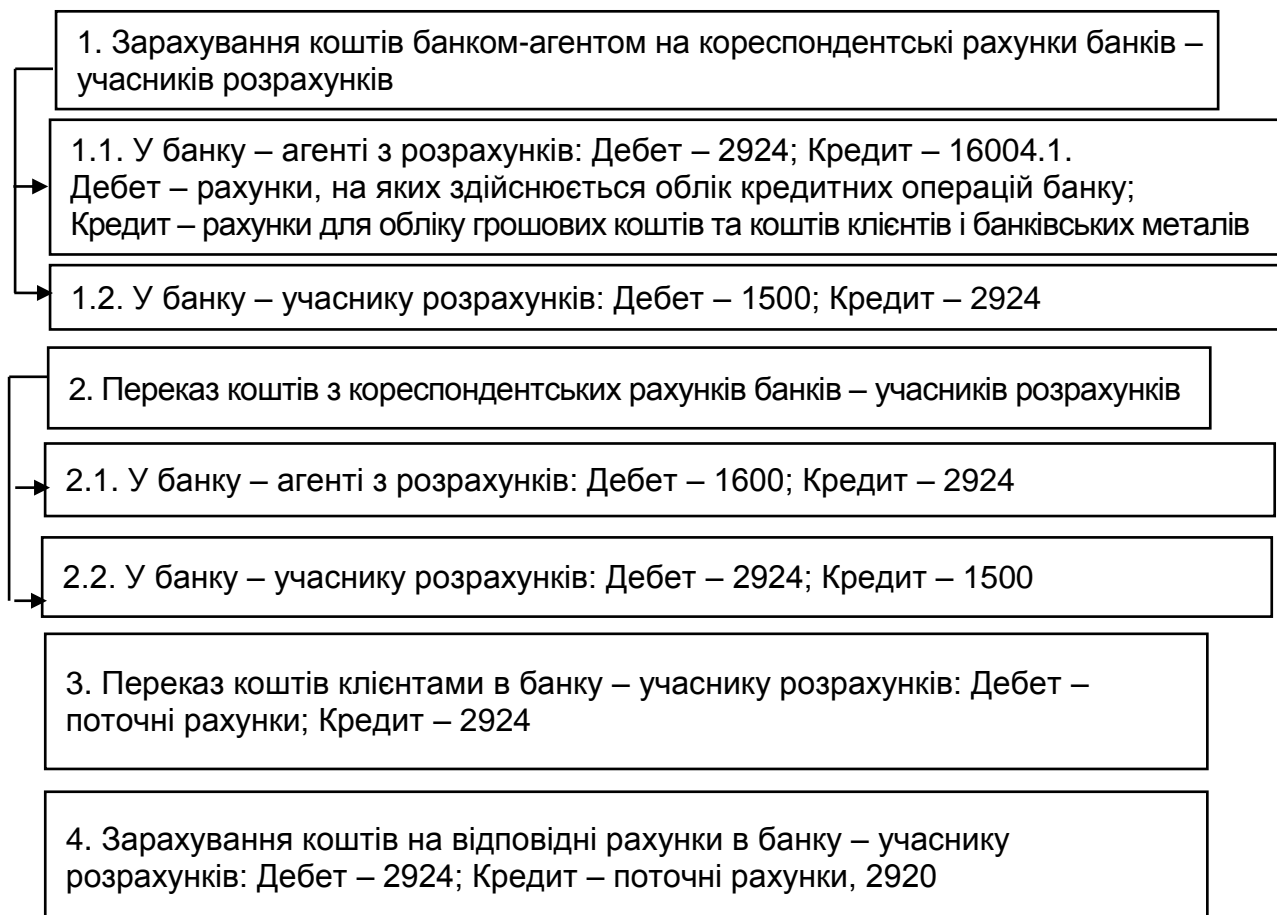 1. Зарахування коштів банком-агентом на кореспондентські рахунки банків –
учасників розрахунків
1.1. У банку – агенті з розрахунків: Дебет – 2924; Кредит – 16004.1.
Дебет – рахунки, на яких здійснюється облік кредитних операцій банку;
Кредит – рахунки для обліку грошових коштів та коштів клієнтів і банківських металів
1.2. У банку – учаснику розрахунків: Дебет – 1500; Кредит – 2924
2. Переказ коштів з кореспондентських рахунків банків – учасників розрахунків
2.1. У банку – агенті з розрахунків: Дебет – 1600; Кредит – 2924
2.2. У банку – учаснику розрахунків: Дебет – 2924; Кредит – 1500
3. Переказ коштів клієнтами в банку – учаснику розрахунків: Дебет –
поточні рахунки; Кредит – 2924
4. Зарахування коштів на відповідні рахунки в банку – учаснику
розрахунків: Дебет – 2924; Кредит – поточні рахунки, 2920